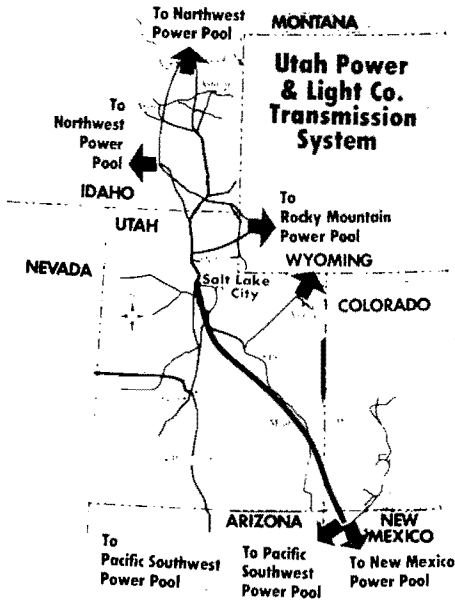 To Northwest
Power Pool
MONTANA
Utah Power
& Light Co.
Transmission
System
To
Northwest
Power
Pool
IDAHO
To
Rocky Mountain
Power Pool
UTAH
WYOMING
NEVADA
Salt Lake
City
COLORADO
ARIZONA
NEW
MEXICO
To
Pacific Southwest
Power Pool
To Pacific
Southwest
Power Pool
To New Mexico
Power Pool